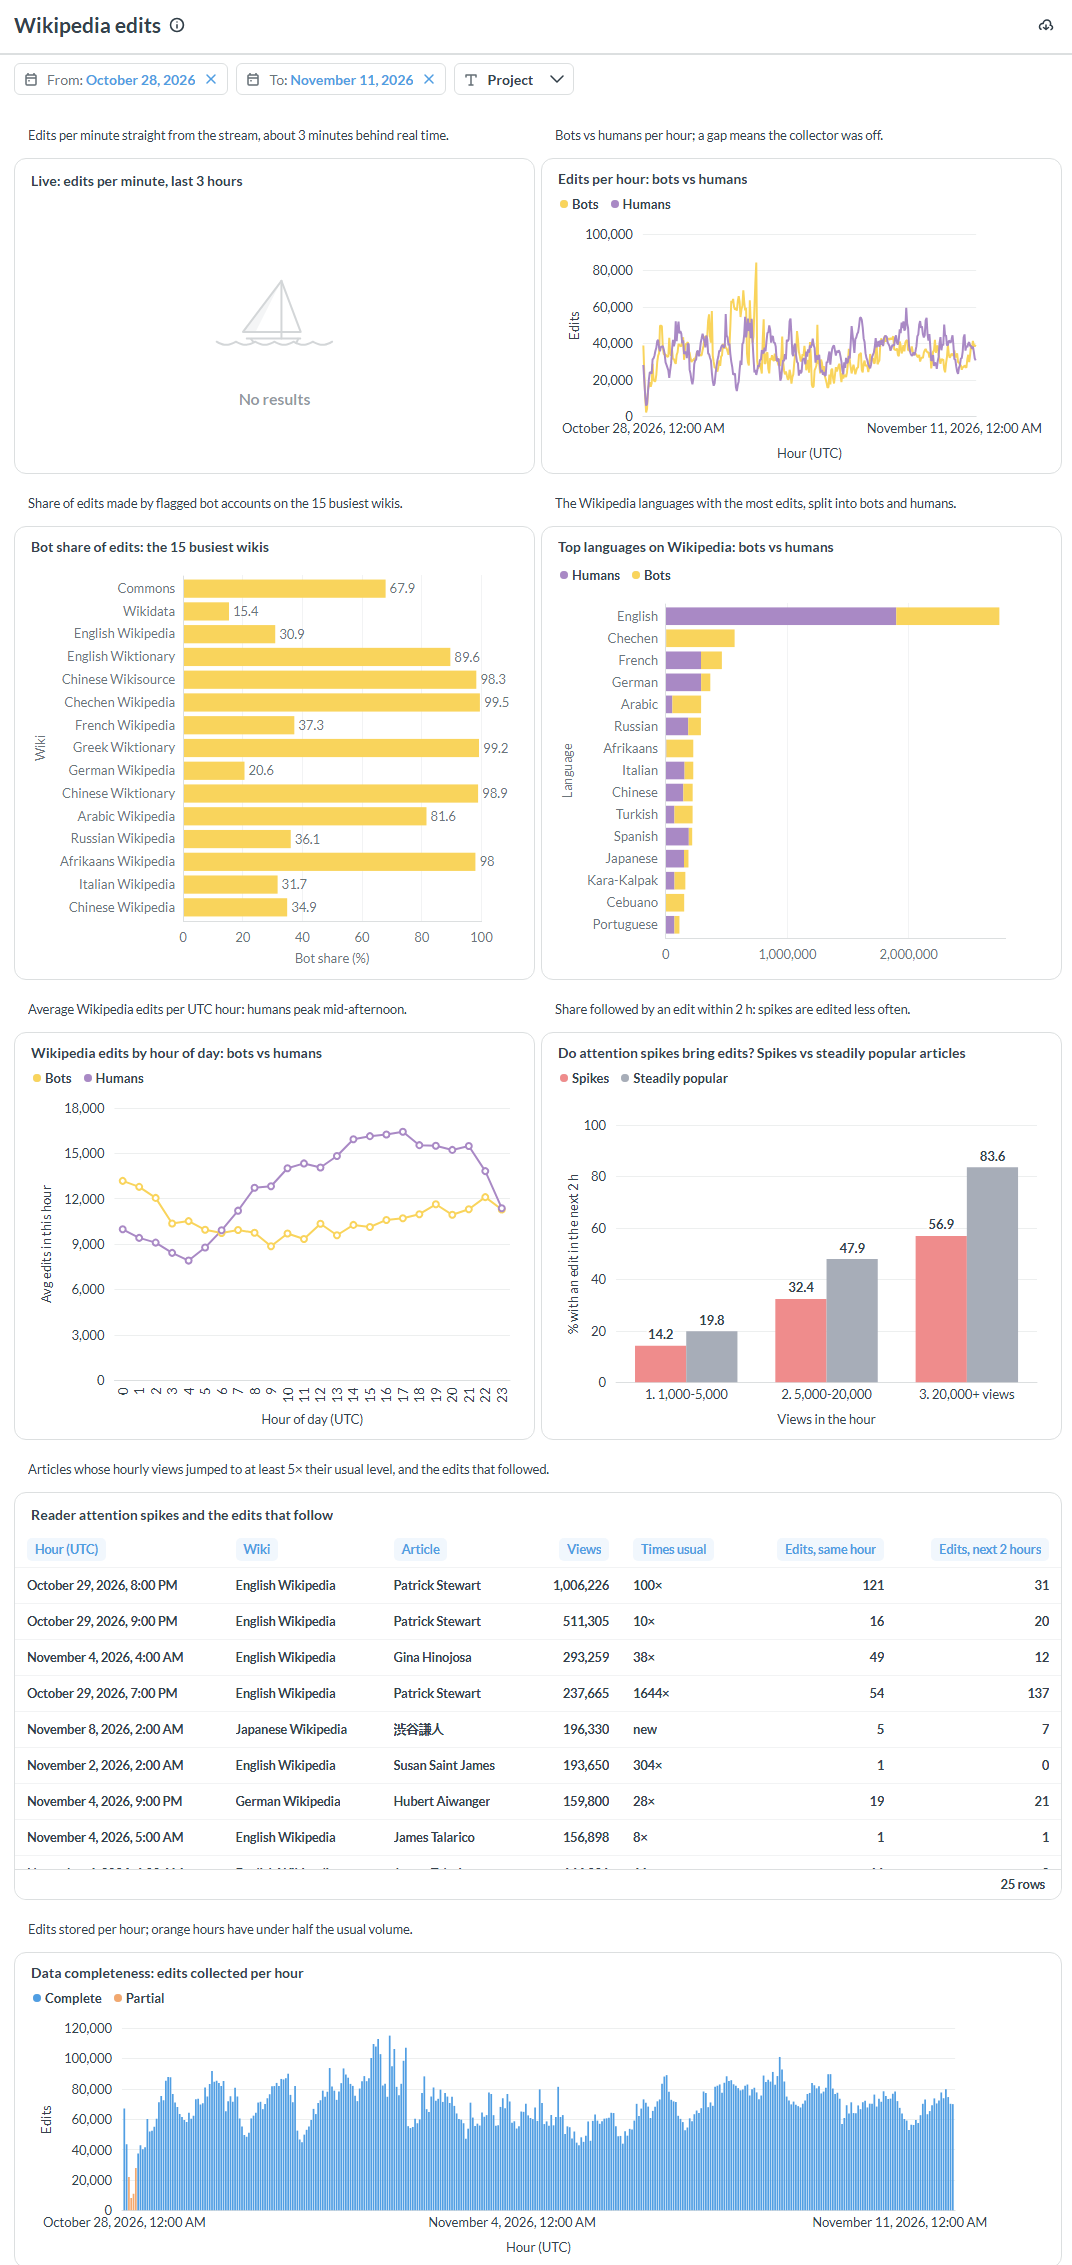 Wikipedia edits
From: October 28, 2026
To: November 11, 2026
Project
Edits per minute straight from the stream, about 3 minutes behind real time.
Live: edits per minute, last 3 hours
No results
Bots vs humans per hour; a gap means the collector was off.
Edits per hour: bots vs humans
Bots Humans
100,000
80,000
60,000
40,000
20,000
0
Edits
October 28, 2026, 12:00 AM November 11, 2026, 12:00 AM
Hour (UTC)
Share of edits made by flagged bot accounts on the 15 busiest wikis.
Bot share of edits: the 15 busiest wikis
Wiki
Commons 67.9
Wikidata 15.4
English Wikipedia 30.9
English Wiktionary 89.6
Chinese Wikisource 98.3
Chechen Wikipedia 99.5
French Wikipedia 37.3
Greek Wiktionary 99.2
German Wikipedia 20.6
Chinese Wiktionary 98.9
Arabic Wikipedia 81.6
Russian Wikipedia 36.1
Afrikaans Wikipedia 98
Italian Wikipedia 31.7
Chinese Wikipedia 34.9
0 20 40 60 80 100
Bot share (%)
The Wikipedia languages with the most edits, split into bots and humans.
Top languages on Wikipedia: bots vs humans
Humans Bots
Language
English
Chechen
French
German
Arabic
Russian
Afrikaans
Italian
Chinese
Turkish
Spanish
Japanese
Kara-Kalpak
Cebuano
Portuguese
0 1,000,000 2,000,000
Average Wikipedia edits per UTC hour: humans peak mid-afternoon.
Wikipedia edits by hour of day: bots vs humans
Bots Humans
18,000
15,000
12,000
9,000
6,000
3,000
0
Avg edits in this hour
0 1 2 3 4 5 6 7 8 9 10 11 12 13 14 15 16 17 18 19 20 21 22 23
Hour of day (UTC)
Share followed by an edit within 2 h: spikes are edited less often.
Do attention spikes bring edits? Spikes vs steadily popular articles
Spikes Steadily popular
100
80
60
40
20
0
% with an edit in the next 2 h
14.2 19.8 32.4 47.9 56.9 83.6
1. 1,000-5,000 2. 5,000-20,000 3. 20,000+ views
Views in the hour
Articles whose hourly views jumped to at least 5× their usual level, and the edits that followed.
Reader attention spikes and the edits that follow
Hour (UTC) Wiki Article Views Times usual Edits, same hour Edits, next 2 hours
October 29, 2026, 8:00 PM English Wikipedia Patrick Stewart 1,006,226 100× 121 31
October 29, 2026, 9:00 PM English Wikipedia Patrick Stewart 511,305 10× 16 20
November 4, 2026, 4:00 AM English Wikipedia Gina Hinojosa 293,259 38× 49 12
October 29, 2026, 7:00 PM English Wikipedia Patrick Stewart 237,665 1644× 54 137
November 8, 2026, 2:00 AM Japanese Wikipedia 渋谷謙人 196,330 new 5 7
November 2, 2026, 2:00 AM English Wikipedia Susan Saint James 193,650 304× 1 0
November 4, 2026, 9:00 PM German Wikipedia Hubert Aiwanger 159,800 28× 19 21
November 4, 2026, 5:00 AM English Wikipedia James Talarico 156,898 8× 1 1
25 rows
Edits stored per hour; orange hours have under half the usual volume.
Data completeness: edits collected per hour
Complete Partial
120,000
100,000
80,000
60,000
40,000
20,000
0
Edits
October 28, 2026, 12:00 AM November 4, 2026, 12:00 AM November 11, 2026, 12:00 AM
Hour (UTC)